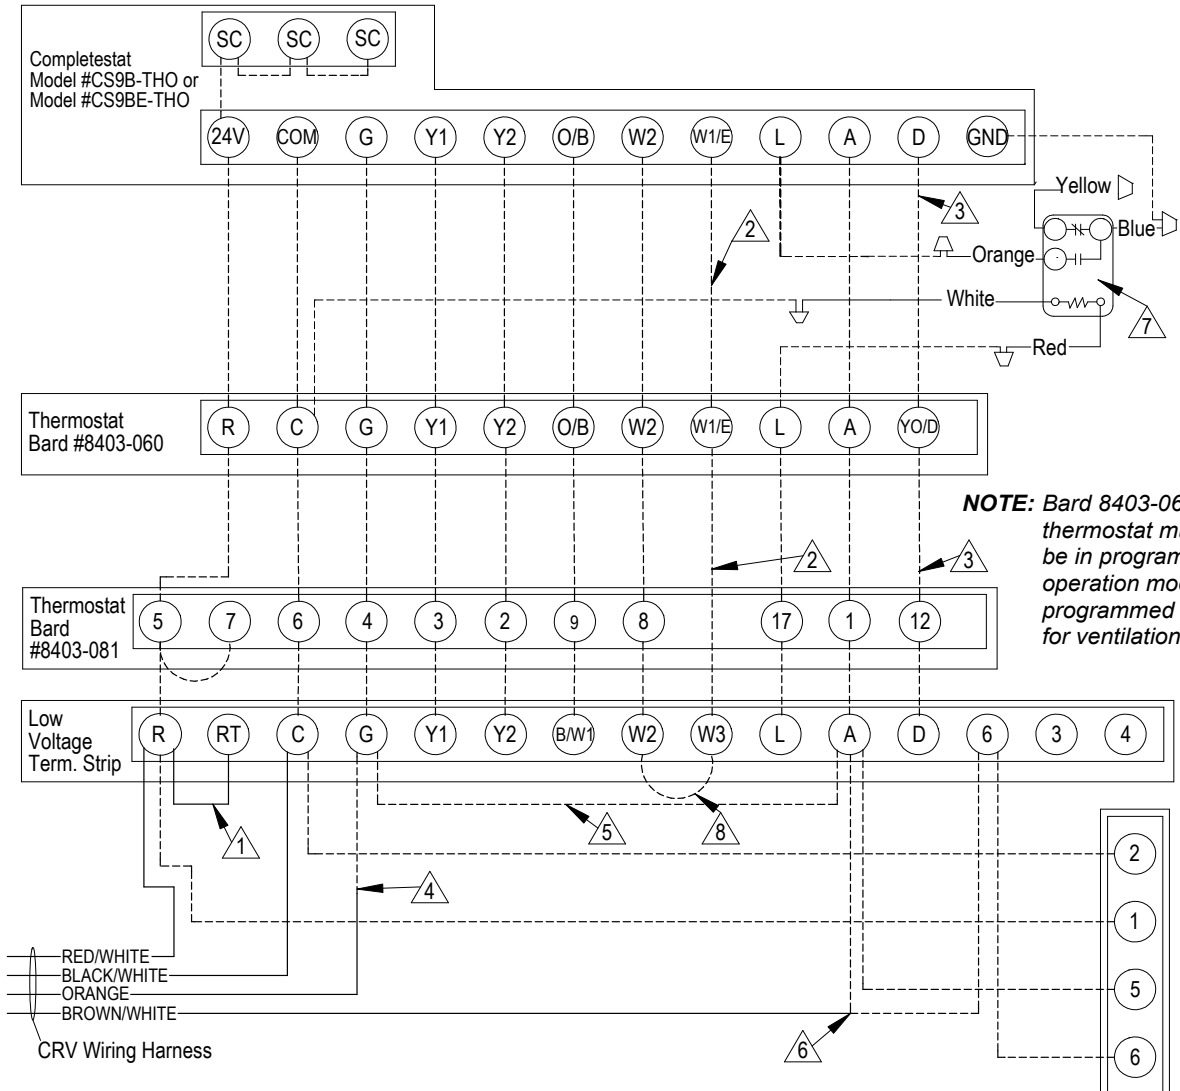 SC SC SC
Completestat
Model #CS9B-THO or
Model #CS9BE-THO
24V COM G Y1 Y2 O/B W2 W1/E L A D GND
Yellow
3
2
Blue
Orange
White
7
Red
Thermostat
Bard #8403-060
R C G Y1 Y2 O/B W2 W1/E L A YO/D
NOTE: Bard 8403-06
thermostat
be in program
operation
programmed
for ventilation
2 3
Thermostat
Bard
#8403-081
5 7 6 4 3 2 9 8 17 1 12
Low
Voltage
Term. Strip
R RT C G Y1 Y2 B/W1 W2 W3 L A D 6 3 4
1 5 8
2
4
1
RED/WHITE
BLACK/WHITE
ORANGE
BROWN/WHITE
5
CRV Wiring Harness
6
6